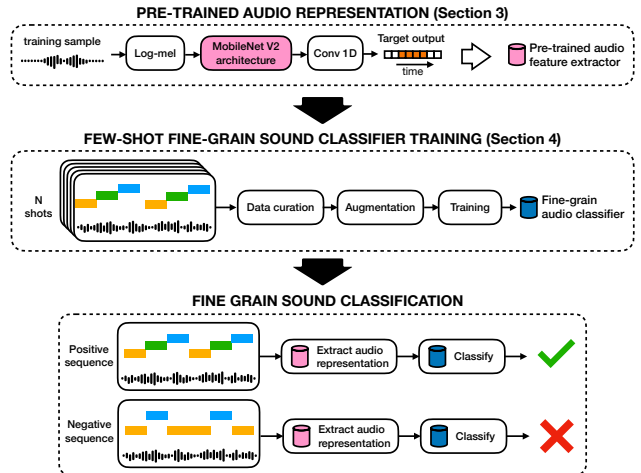 PRE-TRAINED AUDIO REPRESENTATION (Section 3)
training sample
Log-mel
MobileNet V2
architecture
Conv 1D
Target output
time
Pre-trained audio
feature extractor
FEW-SHOT FINE-GRAIN SOUND CLASSIFIER TRAINING (Section 4)
N
shots
Data curation
Augmentation
Training
Fine-grain
audio classifier
FINE GRAIN SOUND CLASSIFICATION
Positive
sequence
Extract audio
representation
Classify
Negative
sequence
Extract audio
representation
Classify